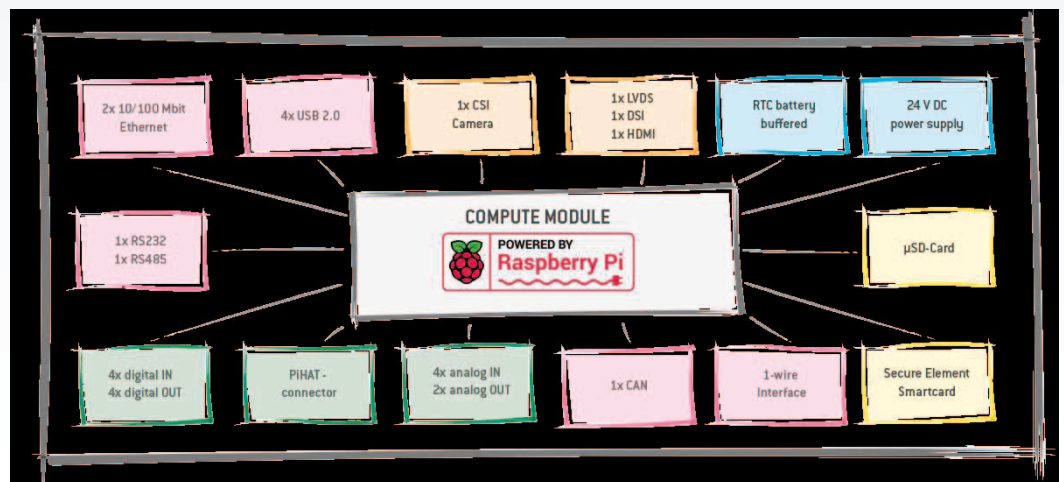 2x 10/100 Mbit
Ethernet
4x USB 2.0
1x CSI
Camera
1x LVDS
1x DSI
1x HDMI
RTC battery
buffered
24 V DC
power supply
1x RS232
1x RS485
COMPUTE MODULE
POWERED BY
Raspberry Pi
µSD-Card
4x digital IN
4x digital OUT
PiHAT -
connector
4x analog IN
2x analog OUT
1x CAN
1-wire
Interface
Secure Element
Smartcard